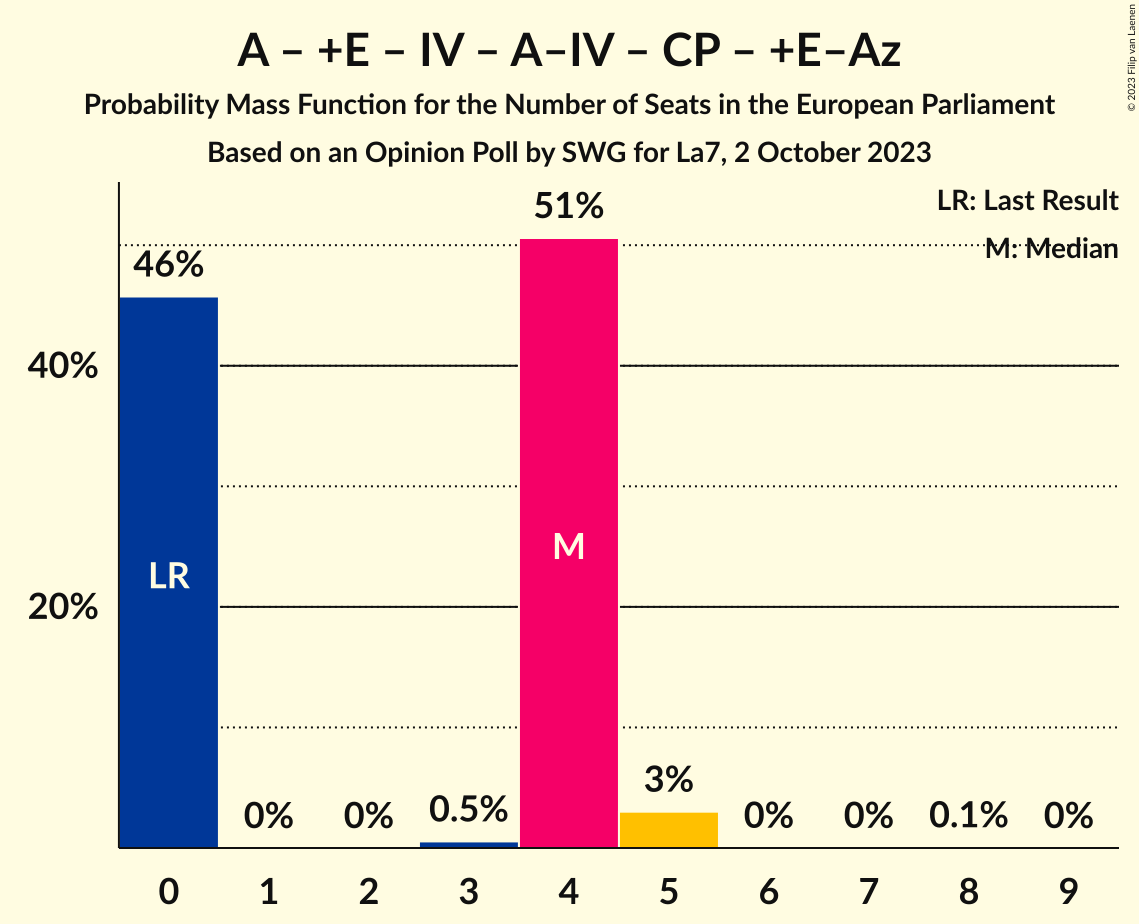 A – +E – IV – A–IV – CP – +E–Az
Probability Mass Function for the Number of Seats in the European Parliament
Based on an Opinion Poll by SWG for La7, 2 October 2023
© 2023 Filip van Laenen
LR: Last Result
M: Median
51%
46%
40%
M
LR
20%
3%
0% 0% 0.5% 0% 0% 0.1% 0%
0 1 2 3 4 5 6 7 8 9